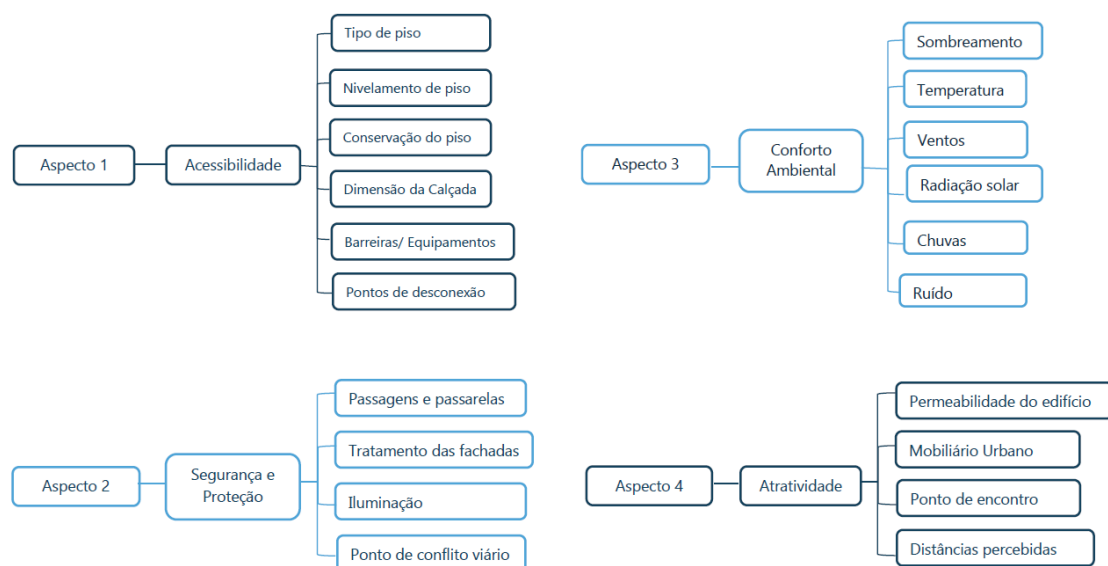 Aspecto 1
Acessibilidade
Tipo de piso
Nivelamento de piso
Conservação do piso
Dimensão da Calçada
Barreiras/ Equipamentos
Pontos de desconexão
Aspecto 3
Conforto
Ambiental
Sombreamento
Temperatura
Ventos
Radiação solar
Chuvas
Ruído
Aspecto 2
Segurança e
Proteção
Passagens e passarelas
Tratamento das fachadas
Iluminação
Ponto de conflito viário
Aspecto 4
Atratividade
Permeabilidade do edifício
Mobiliário Urbano
Ponto de encontro
Distâncias percebidas